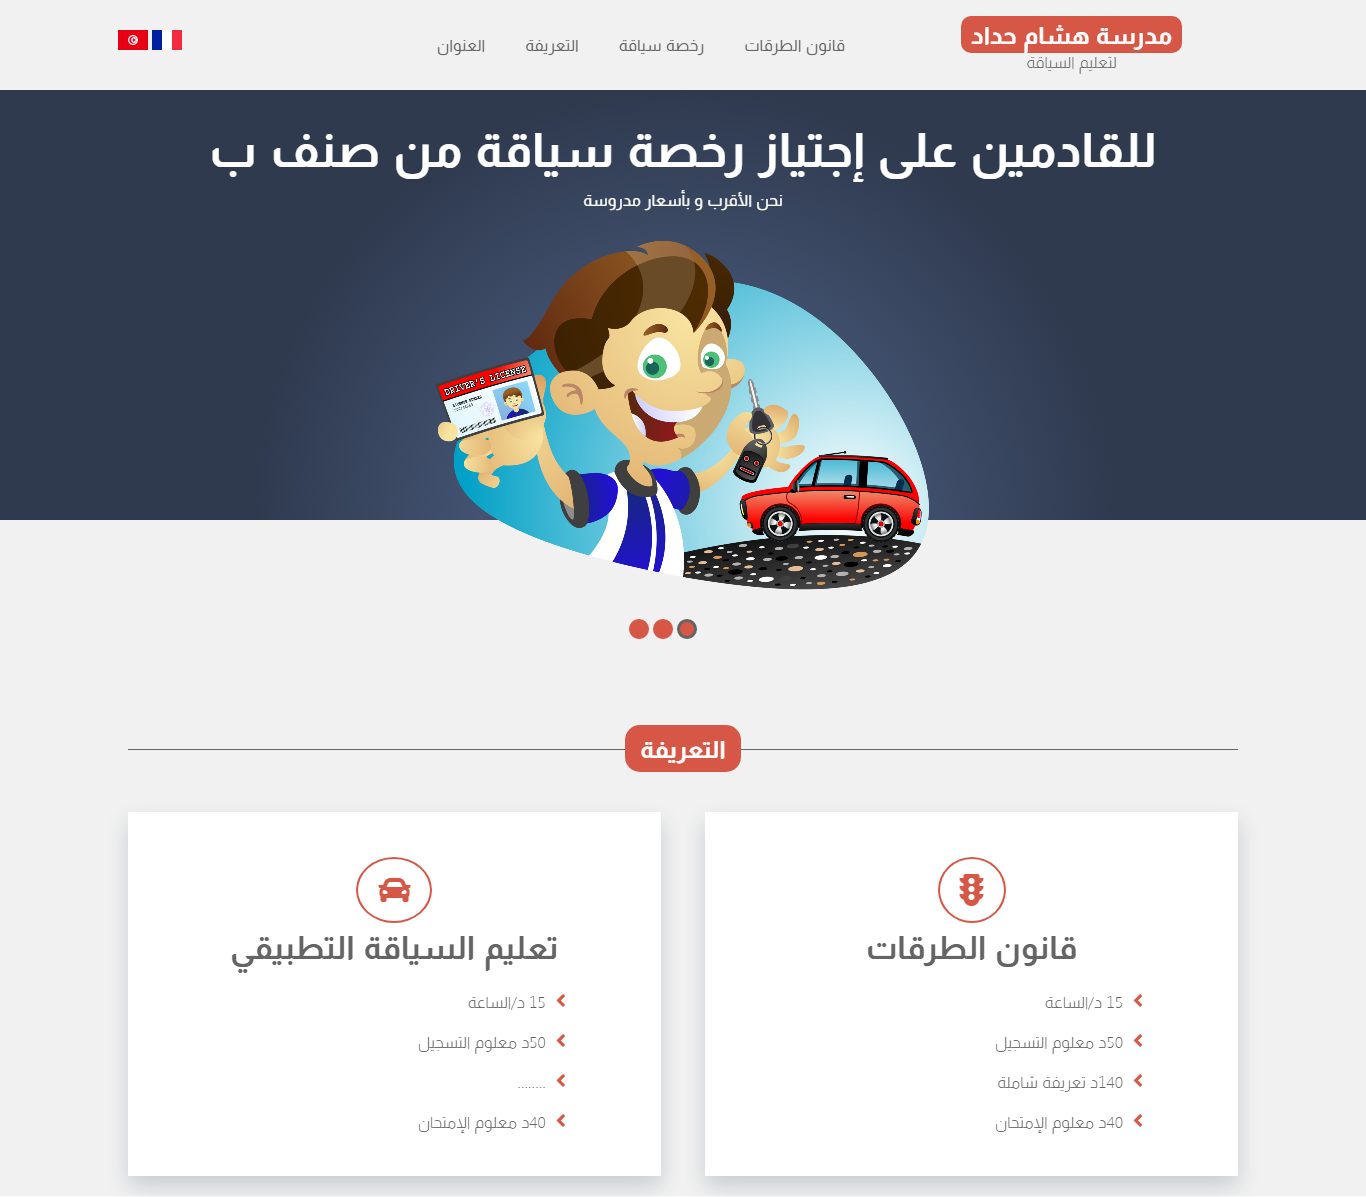 مدرسة هشام حداد
لتعليم السياقة
قانون الطرقات
رخصة سياقة
التعريفة
العنوان
للقادمين على إجتياز رخصة سياقة من صنف ب
نحن الأقرب و بأسعار مدروسة
DRIVER'S LICENSE
التعريفة
قانون الطرقات
15 د/الساعة
50د معلوم التسجيل
140د تعريفة شاملة
40د معلوم الإمتحان
تعليم السياقة التطبيقي
15 د/الساعة
50د معلوم التسجيل
........
40د معلوم الإمتحان